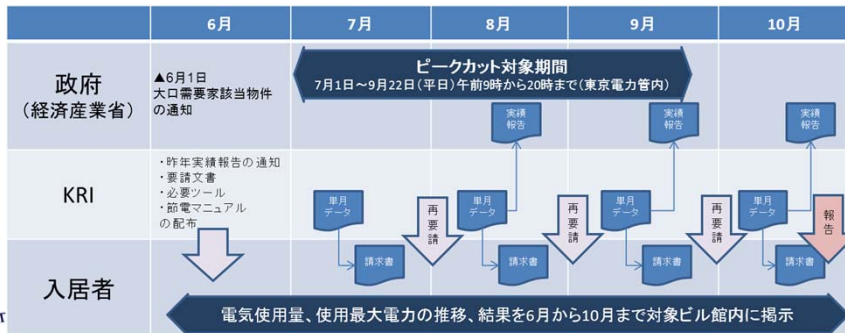 6月 7月 8月 9月 10月
政府
（経済産業省）
▲6月1日
大口需要家該当物件
の通知
ピークカット対象期間
7月1日～9月22日（平日）午前9時から20時まで（東京電力管内）
実績
報告
実績
報告
実績
報告
KRI
・昨年実績報告の通知
・要請文書
・必要ツール
・節電マニュアル
の配布
単月
データ
再要請
単月
データ
再要請
単月
データ
再要請
単月
データ
報告
入居者
請求書
請求書
請求書
請求書
電気使用量、使用最大電力の推移、結果を6月から10月まで対象ビル館内に掲示